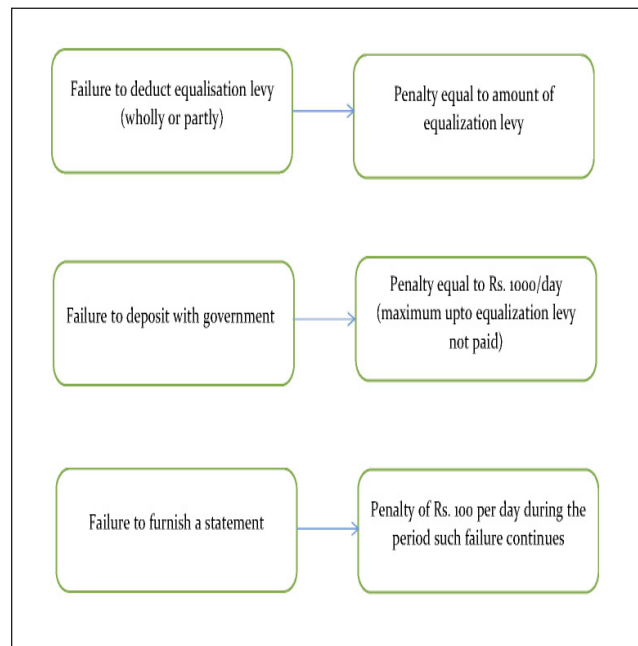 Failure to deduct equalisation levy
(wholly or partly)
Penalty equal to amount of
equalization levy
Failure to deposit with government
Penalty equal to Rs. 1000/day
(maximum upto equalization levy
not paid)
Failure to furnish a statement
Penalty of Rs. 100 per day during the
period such failure continues